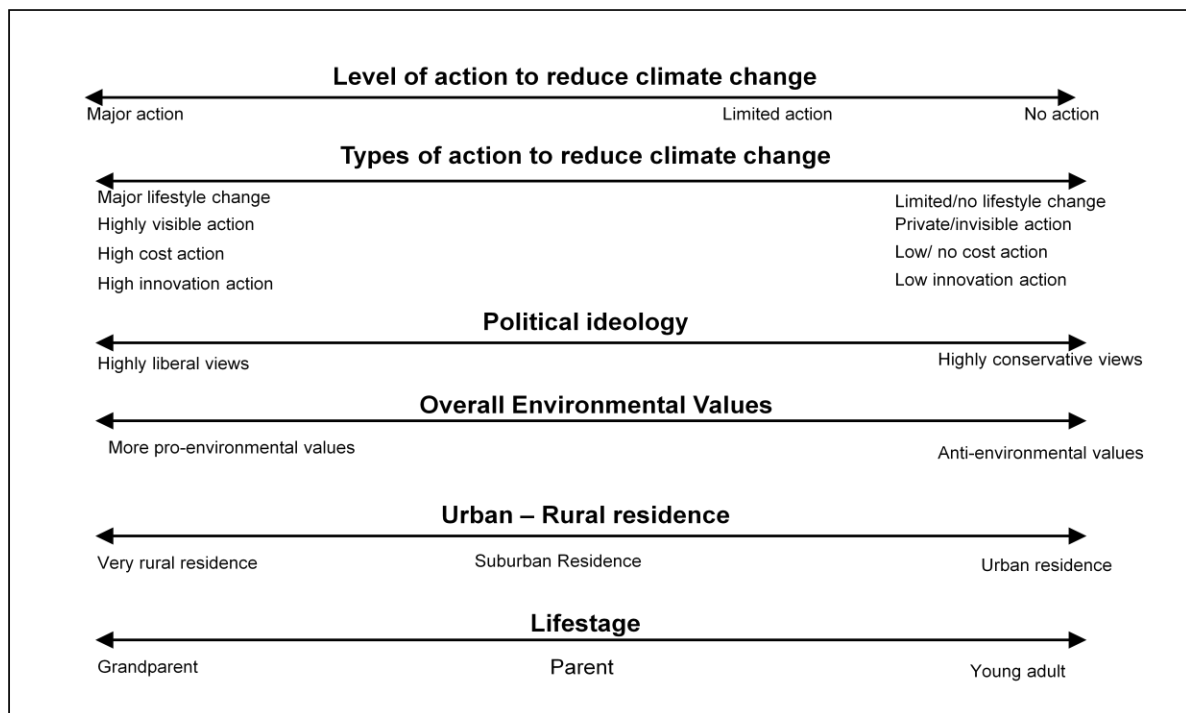 Level of action to reduce climate change
Major action Limited action No action
Types of action to reduce climate change
Major lifestyle change Limited/no lifestyle change
Highly visible action Private/invisible action
High cost action Low/ no cost action
High innovation action Low innovation action
Political ideology
Highly liberal views Highly conservative views
Overall Environmental Values
More pro-environmental values Anti-environmental values
Urban – Rural residence
Very rural residence Suburban Residence Urban residence
Lifestage
Grandparent Parent Young adult